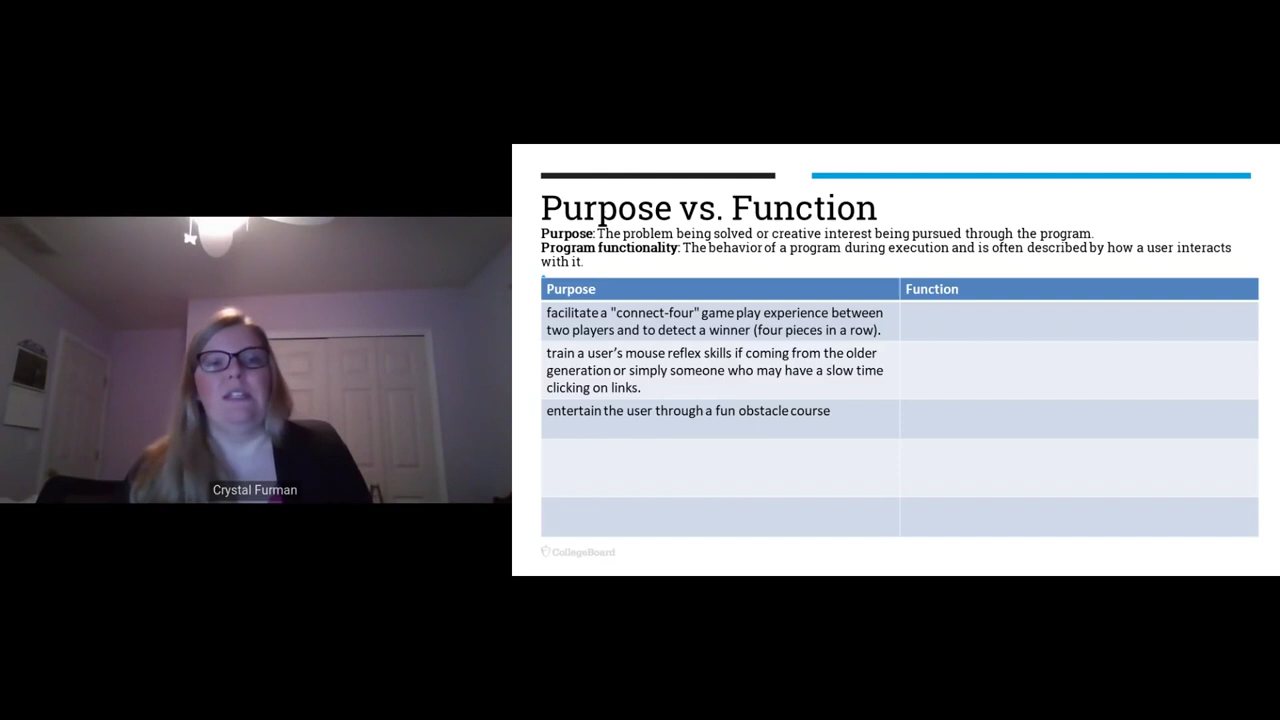 Crystal Furman
Purpose vs. Function
Purpose: The problem being solved or creative interest being pursued through the program.
Program functionality: The behavior of a program during execution and is often described by how a user interacts
with it.
Purpose
Function
facilitate a "connect-four" game play experience between
two players and to detect a winner (four pieces in a row).
train a user’s mouse reflex skills if coming from the older
generation or simply someone who may have a slow time
clicking on links.
entertain the user through a fun obstacle course
CollegeBoard